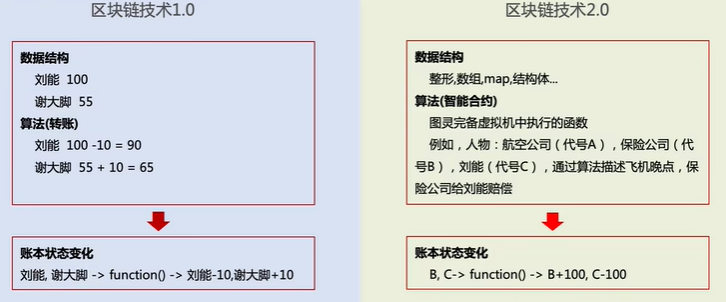 区块链技术1.0
数据结构
刘能 100
谢大脚 55
算法(转账)
刘能 100 -10 = 90
谢大脚 55 + 10 = 65
账本状态变化
刘能, 谢大脚 -> function() -> 刘能-10,谢大脚+10
区块链技术2.0
数据结构
整形,数组,map,结构体...
算法(智能合约)
图灵完备虚拟机中执行的函数
例如，人物：航空公司（代号A），保险公司（代
号B），刘能（代号C），通过算法描述飞机晚点，保
险公司给刘能赔偿
账本状态变化
B, C-> function() -> B+100, C-100